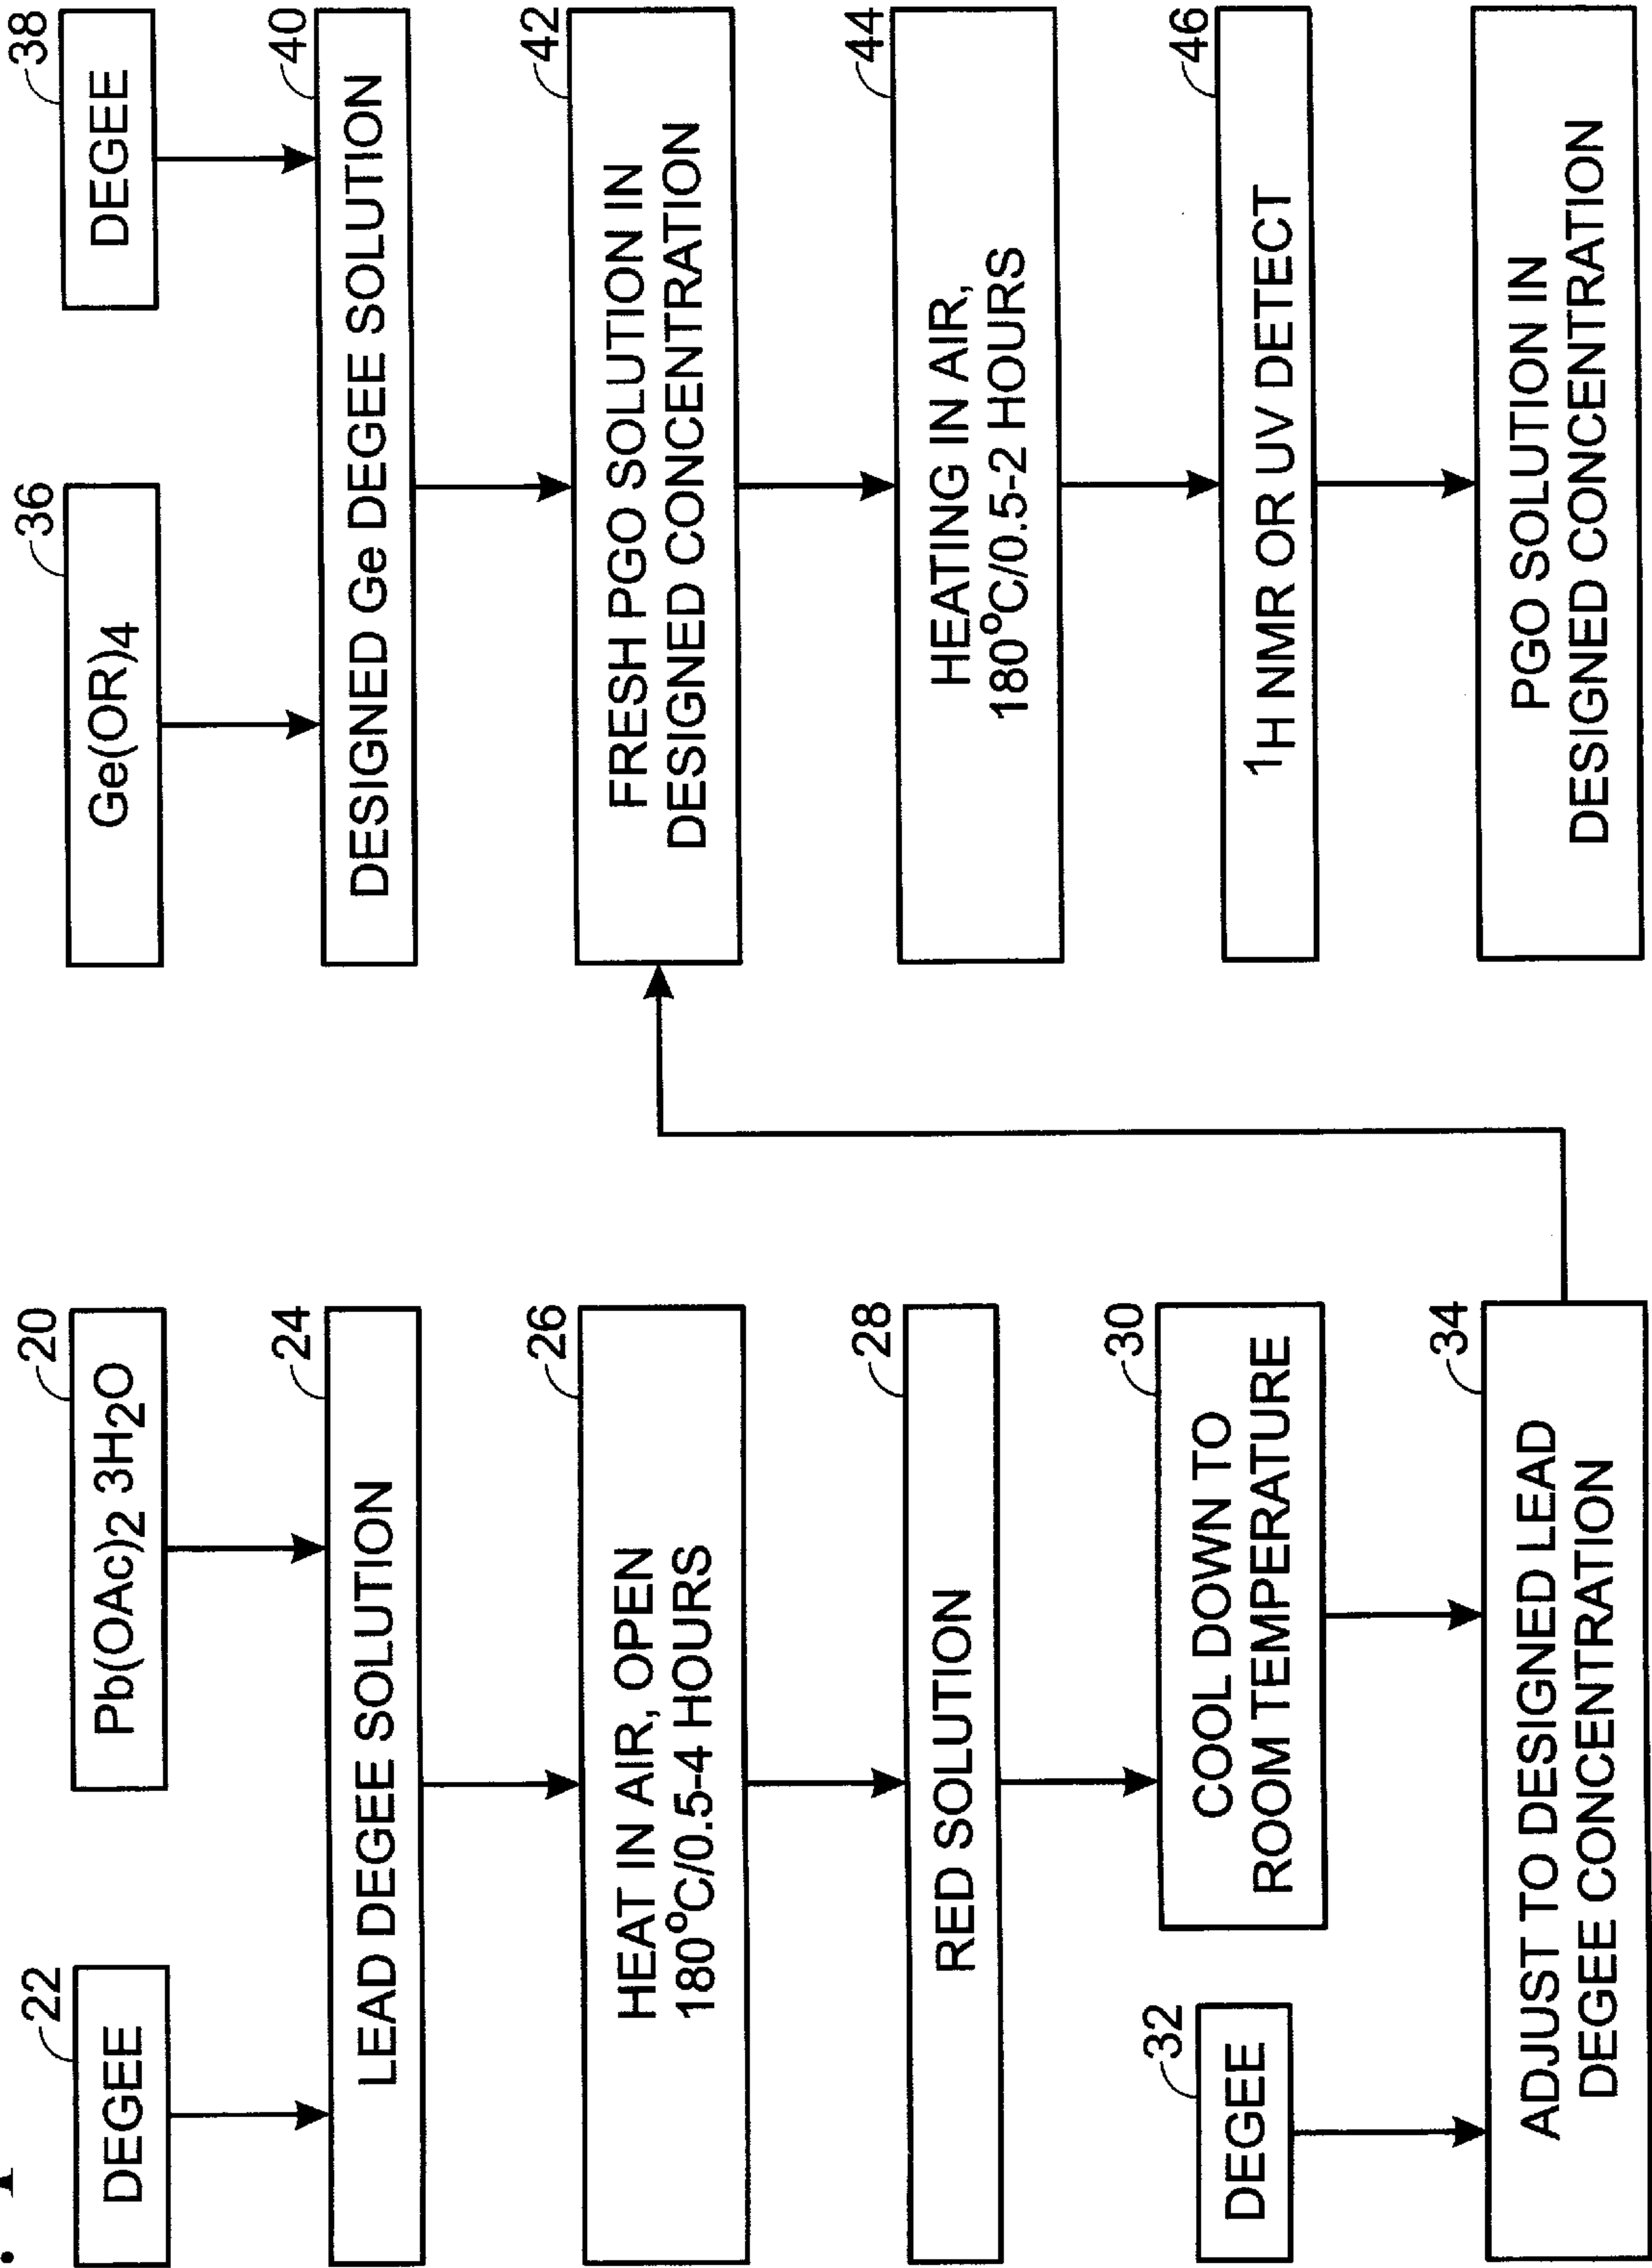 22
DEGEE
20
Pb(OAc)2 3H2O
24
LEAD DEGEE SOLUTION
26
HEAT IN AIR, OPEN
180°C/0.5-4 HOURS
28
RED SOLUTION
30
COOL DOWN TO
ROOM TEMPERATURE
32
DEGEE
34
ADJUST TO DESIGNED LEAD
DEGEE CONCENTRATION
36
Ge(OR)4
38
DEGEE
40
DESIGNED Ge DEGEE SOLUTION
42
FRESH PGO SOLUTION IN
DESIGNED CONCENTRATION
44
HEATING IN AIR,
180°C/0.5-2 HOURS
46
1H NMR OR UV DETECT
PGO SOLUTION IN
DESIGNED CONCENTRATION